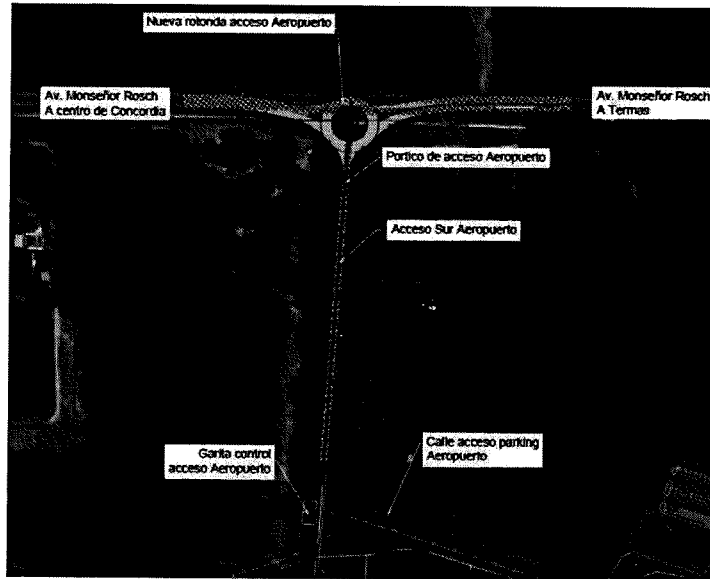 Nueva rotonda acceso Aeropuerto
Av. Monseñor Rosch
A centro de Concordia
Av. Monseñor Rosch
A Termas
Portico de acceso Aeropuerto
Acceso Sur Aeropuerto
Garita control
acceso Aeropuerto
Calle acceso parking
Aeropuerto